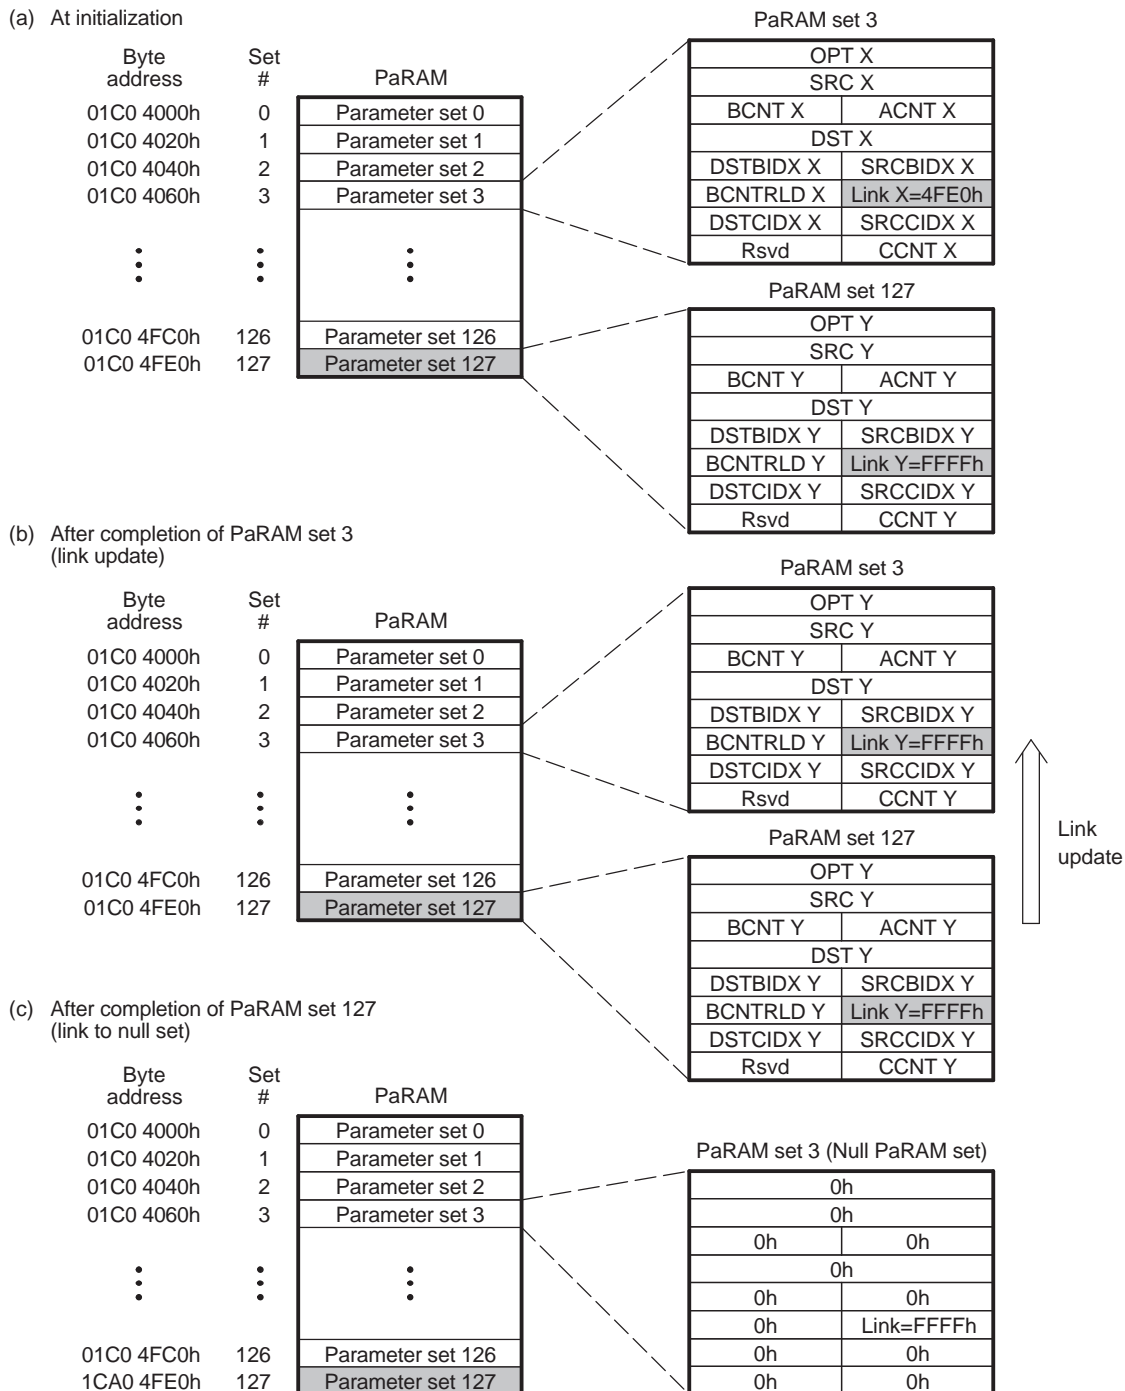 (a) At initialization
Byte address
Set #
PaRAM
01C0 4000h 0 Parameter set 0
01C0 4020h 1 Parameter set 1
01C0 4040h 2 Parameter set 2
01C0 4060h 3 Parameter set 3
01C0 4FC0h 126 Parameter set 126
01C0 4FE0h 127 Parameter set 127
PaRAM set 3
OPT X
SRC X
BCNT X ACNT X
DST X
DSTBIDX X SRCBIDX X
BCNTRLD X Link X=4FE0h
DSTCIDX X SRCCIDX X
Rsvd CCNT X
PaRAM set 127
OPT Y
SRC Y
BCNT Y ACNT Y
DST Y
DSTBIDX Y SRCBIDX Y
BCNTRLD Y Link Y=FFFFh
DSTCIDX Y SRCCIDX Y
Rsvd CCNT Y
(b) After completion of PaRAM set 3
(link update)
Byte address
Set #
PaRAM
01C0 4000h 0 Parameter set 0
01C0 4020h 1 Parameter set 1
01C0 4040h 2 Parameter set 2
01C0 4060h 3 Parameter set 3
01C0 4FC0h 126 Parameter set 126
01C0 4FE0h 127 Parameter set 127
PaRAM set 3
OPT Y
SRC Y
BCNT Y ACNT Y
DST Y
DSTBIDX Y SRCBIDX Y
BCNTRLD Y Link Y=FFFFh
DSTCIDX Y SRCCIDX Y
Rsvd CCNT Y
PaRAM set 127
OPT Y
SRC Y
BCNT Y ACNT Y
DST Y
DSTBIDX Y SRCBIDX Y
BCNTRLD Y Link Y=FFFFh
DSTCIDX Y SRCCIDX Y
Rsvd CCNT Y
Link
update
(c) After completion of PaRAM set 127
(link to null set)
Byte address
Set #
PaRAM
01C0 4000h 0 Parameter set 0
01C0 4020h 1 Parameter set 1
01C0 4040h 2 Parameter set 2
01C0 4060h 3 Parameter set 3
01C0 4FC0h 126 Parameter set 126
1CA0 4FE0h 127 Parameter set 127
PaRAM set 3 (Null PaRAM set)
0h
0h
0h 0h
0h
0h 0h
0h Link=FFFFh
0h 0h
0h 0h